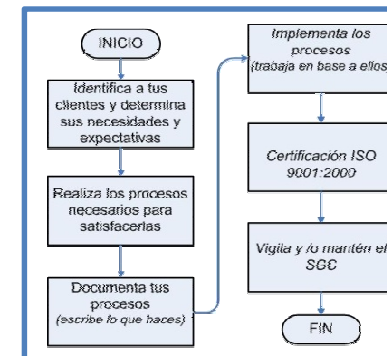 INICIO
Identifica a tus
clientes y determina
sus necesidades y
expectativas
Realiza los procesos
necesarios para
satisfacerlas
Documenta tus
procesos
(escribe lo que haces)
Implementa los
procesos
(trabaja en base a ellos)
Certificación ISO
9001:2000
Vigila y /o mantén el
SGC
FIN